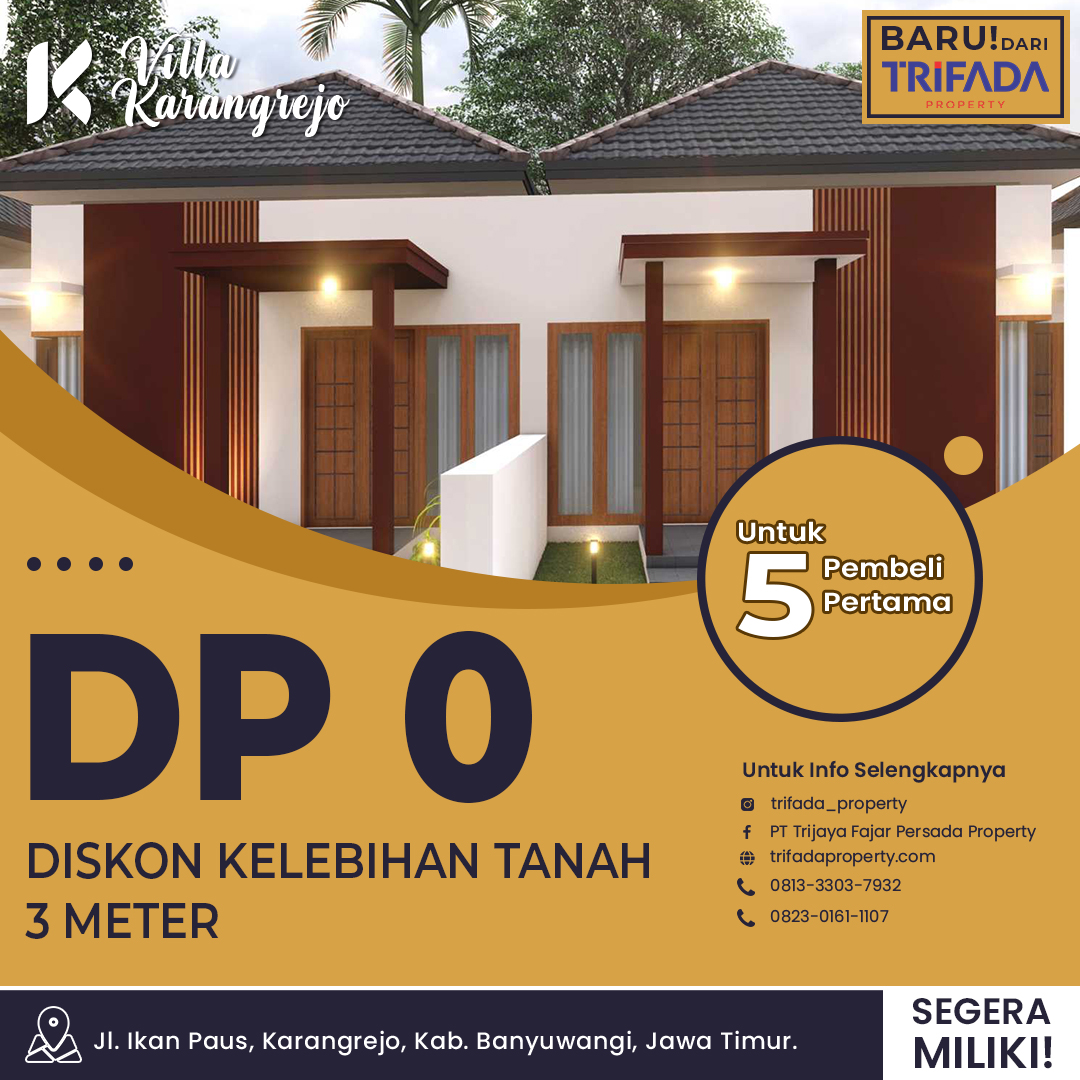 Villa
Karangrejo
BARU! DARI
TRIFADA
PROPERTY
Untuk
5 Pembeli
Pertama
DP 0
DISKON KELEBIHAN TANAH
3 METER
Untuk Info Selengkapnya
trifada_property
PT Trijaya Fajar Persada Property
trifadaproperty.com
0813-3303-7932
0823-0161-1107
Jl. Ikan Paus, Karangrejo, Kab. Banyuwangi, Jawa Timur.
SEGERA
MILIKI!